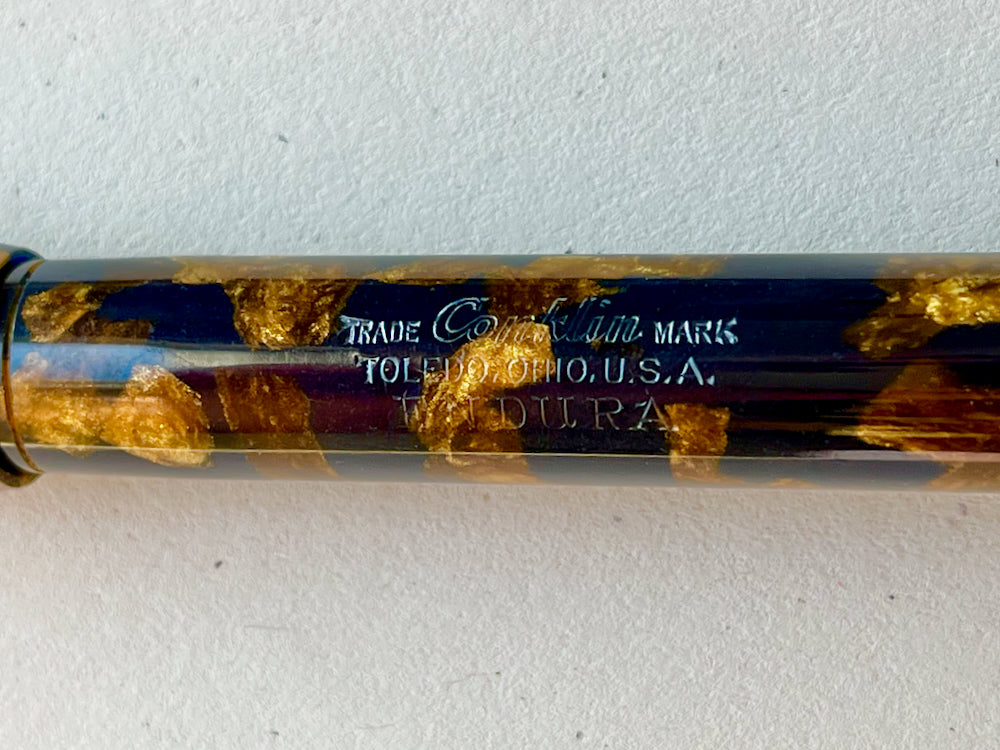 TRADE Conklin MARK
TOLEDO, OHIO, U.S.A.
ENDURA